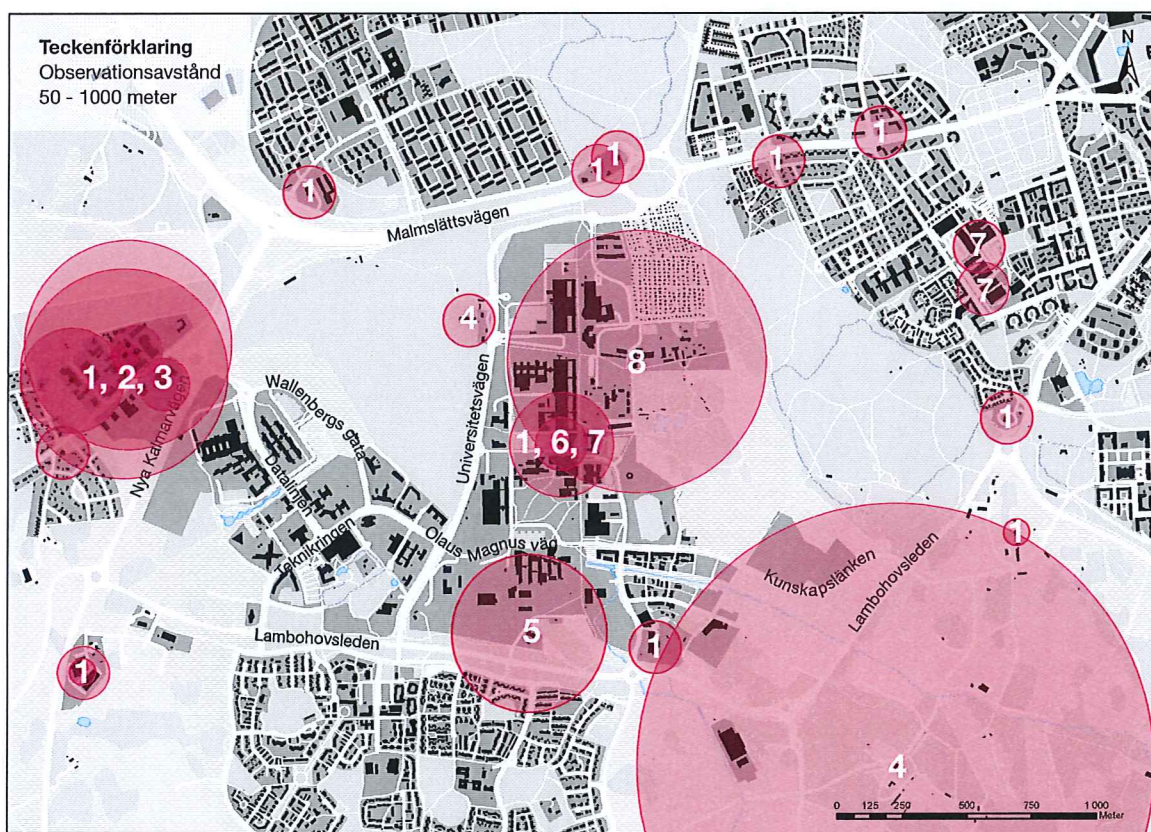 Teckenförklaring
Observationsavstånd
50 - 1000 meter
N
1
1
1
1
1
Malmslättsvägen
7
7
4
8
1, 2, 3
Nya Kalmarvägen
Wallenbergs gata
Universitetsvägen
1, 6, 7
1
Datalinjen
Teknikringen
Olaus Magnus väg
Kunskapslänken
Lambohovsleden
1
5
1
Lambohovsleden
1
4
0 125 250 500 750 1 000
Meter